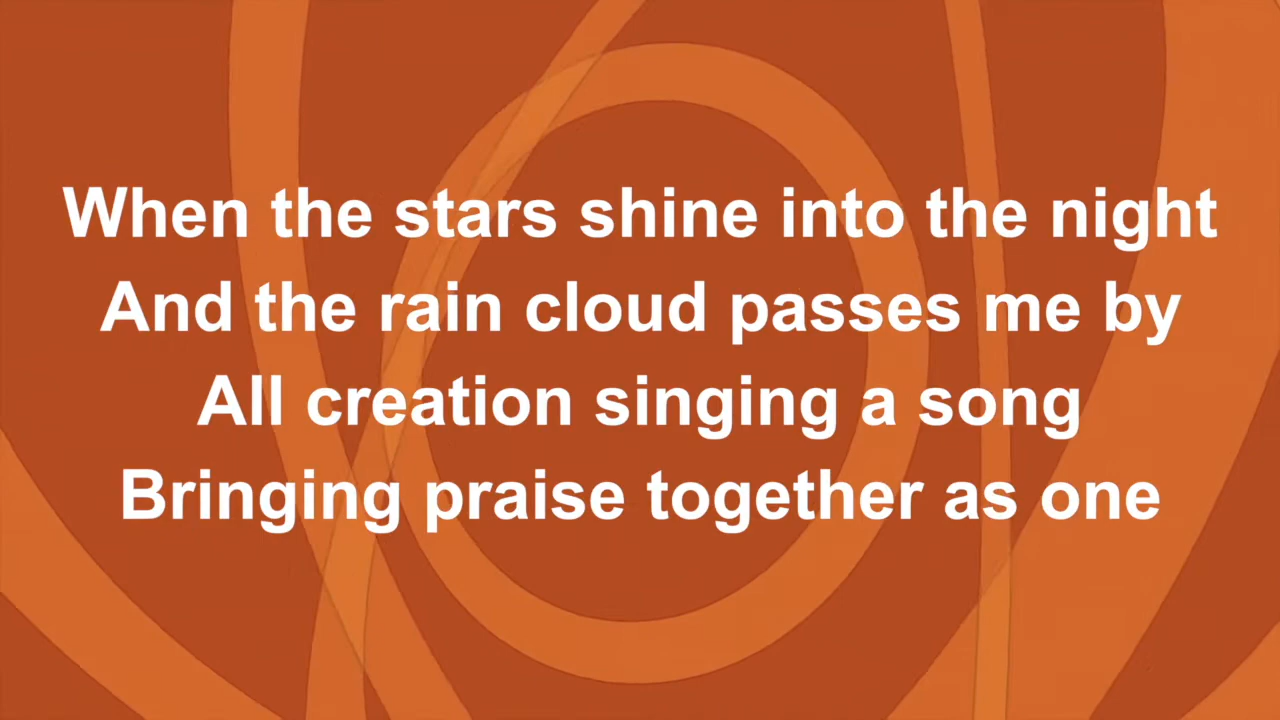 When the stars shine into the night
And the rain cloud passes me by
All creation singing a song
Bringing praise together as one